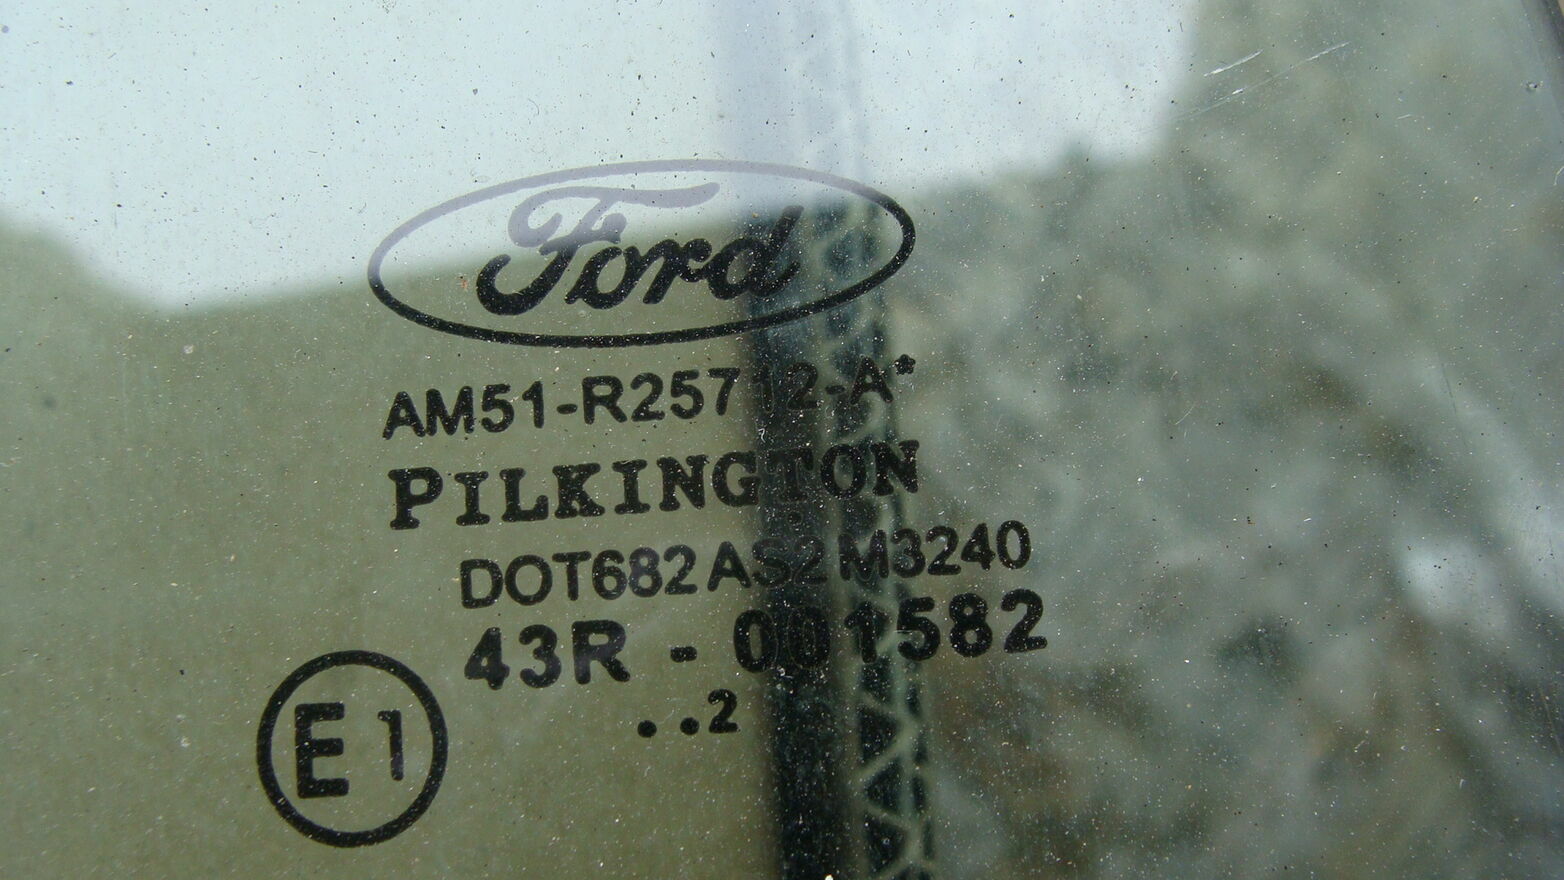 Ford
AM51-R25712-A*
PILKINGTON
DOT682 AS2 M3240
43R - 001582
E1
..2